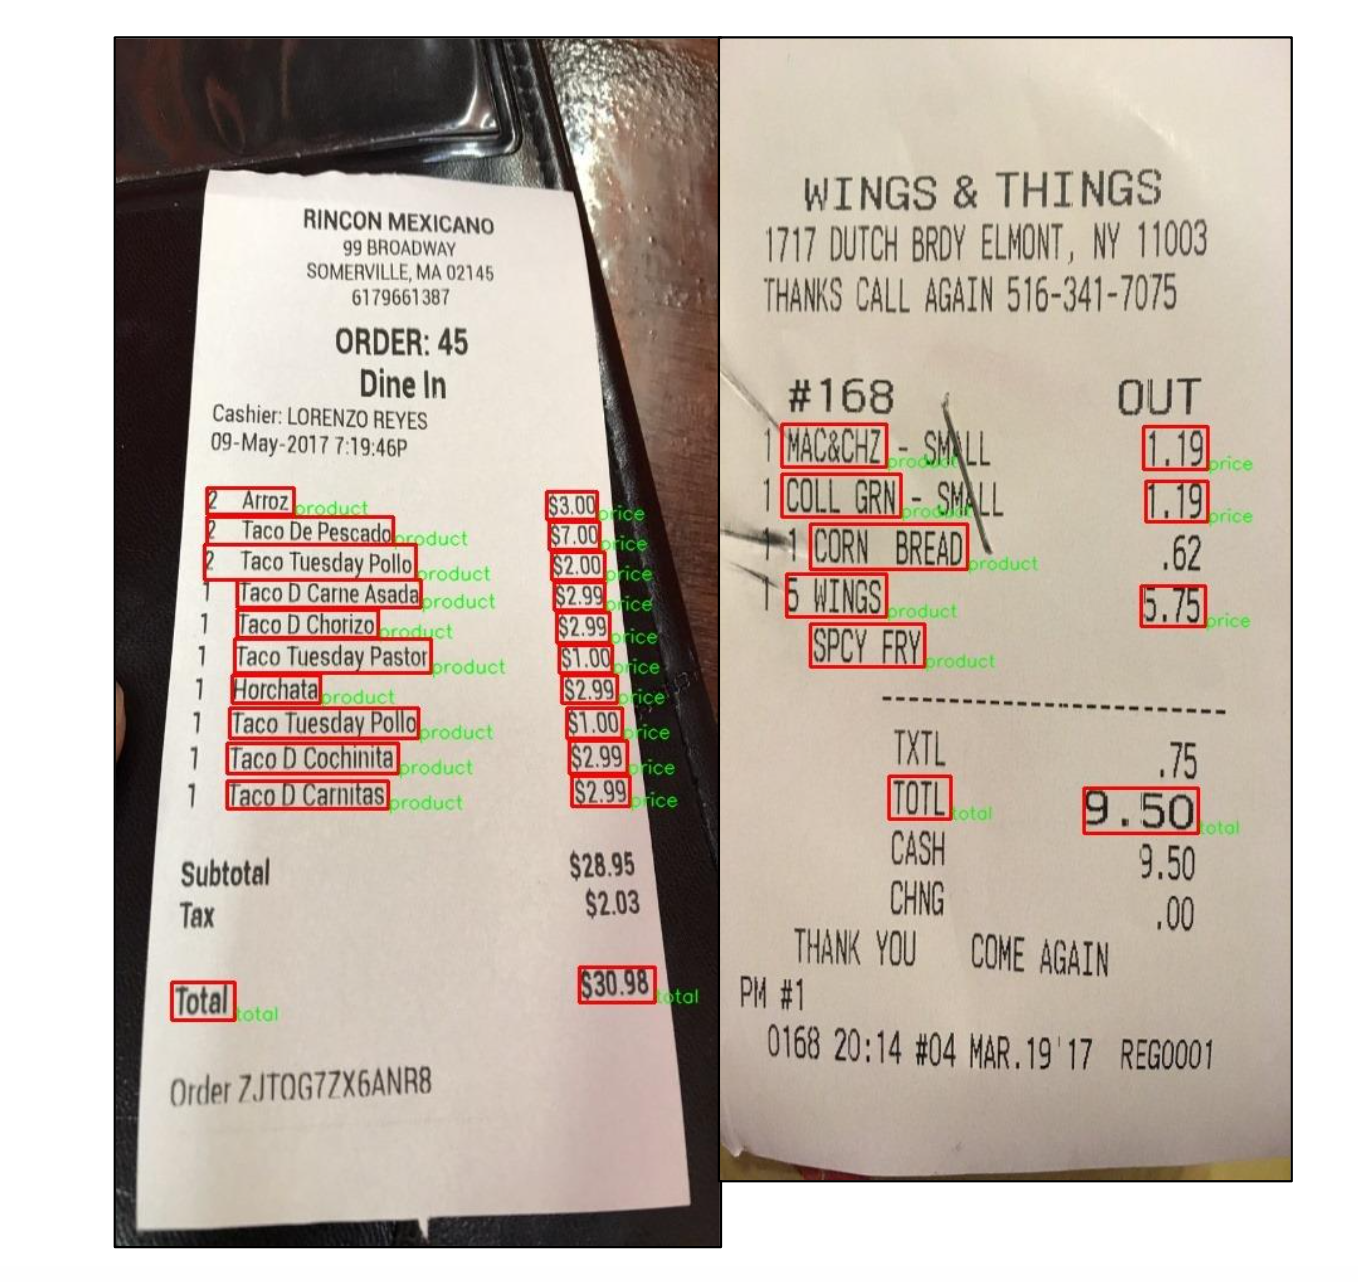 RINCON MEXICANO
99 BROADWAY
SOMERVILLE, MA 02145
6179661387
ORDER: 45
Dine In
Cashier: LORENZO REYES
09-May-2017 7:19:46P
2 Arroz product $3.00 price
2 Taco De Pescado product $7.00 price
2 Taco Tuesday Pollo product $2.00 price
1 Taco D Carne Asada product $2.99 price
1 Taco D Chorizo product $2.99 price
1 Taco Tuesday Pastor product $1.00 price
1 Horchata product $2.99 price
1 Taco Tuesday Pollo product $1.00 price
1 Taco D Cochinita product $2.99 price
1 Taco D Carnitas product $2.99 price
Subtotal $28.95
Tax $2.03
Total total $30.98 total
Order ZJTQG7ZX6ANR8
WINGS & THINGS
1717 DUTCH BRDY ELMONT, NY 11003
THANKS CALL AGAIN 516-341-7075
#168 OUT
1 MAC&CHZ product - SMALL 1.19 price
1 COLL GRN product - SMALL 1.19 price
1 1 CORN BREAD product .62
1 5 WINGS product 5.75 price
SPCY FRY product
TXTL .75
TOTL total 9.50 total
CASH 9.50
CHNG .00
THANK YOU COME AGAIN
PM #1
0168 20:14 #04 MAR.19'17 REG0001